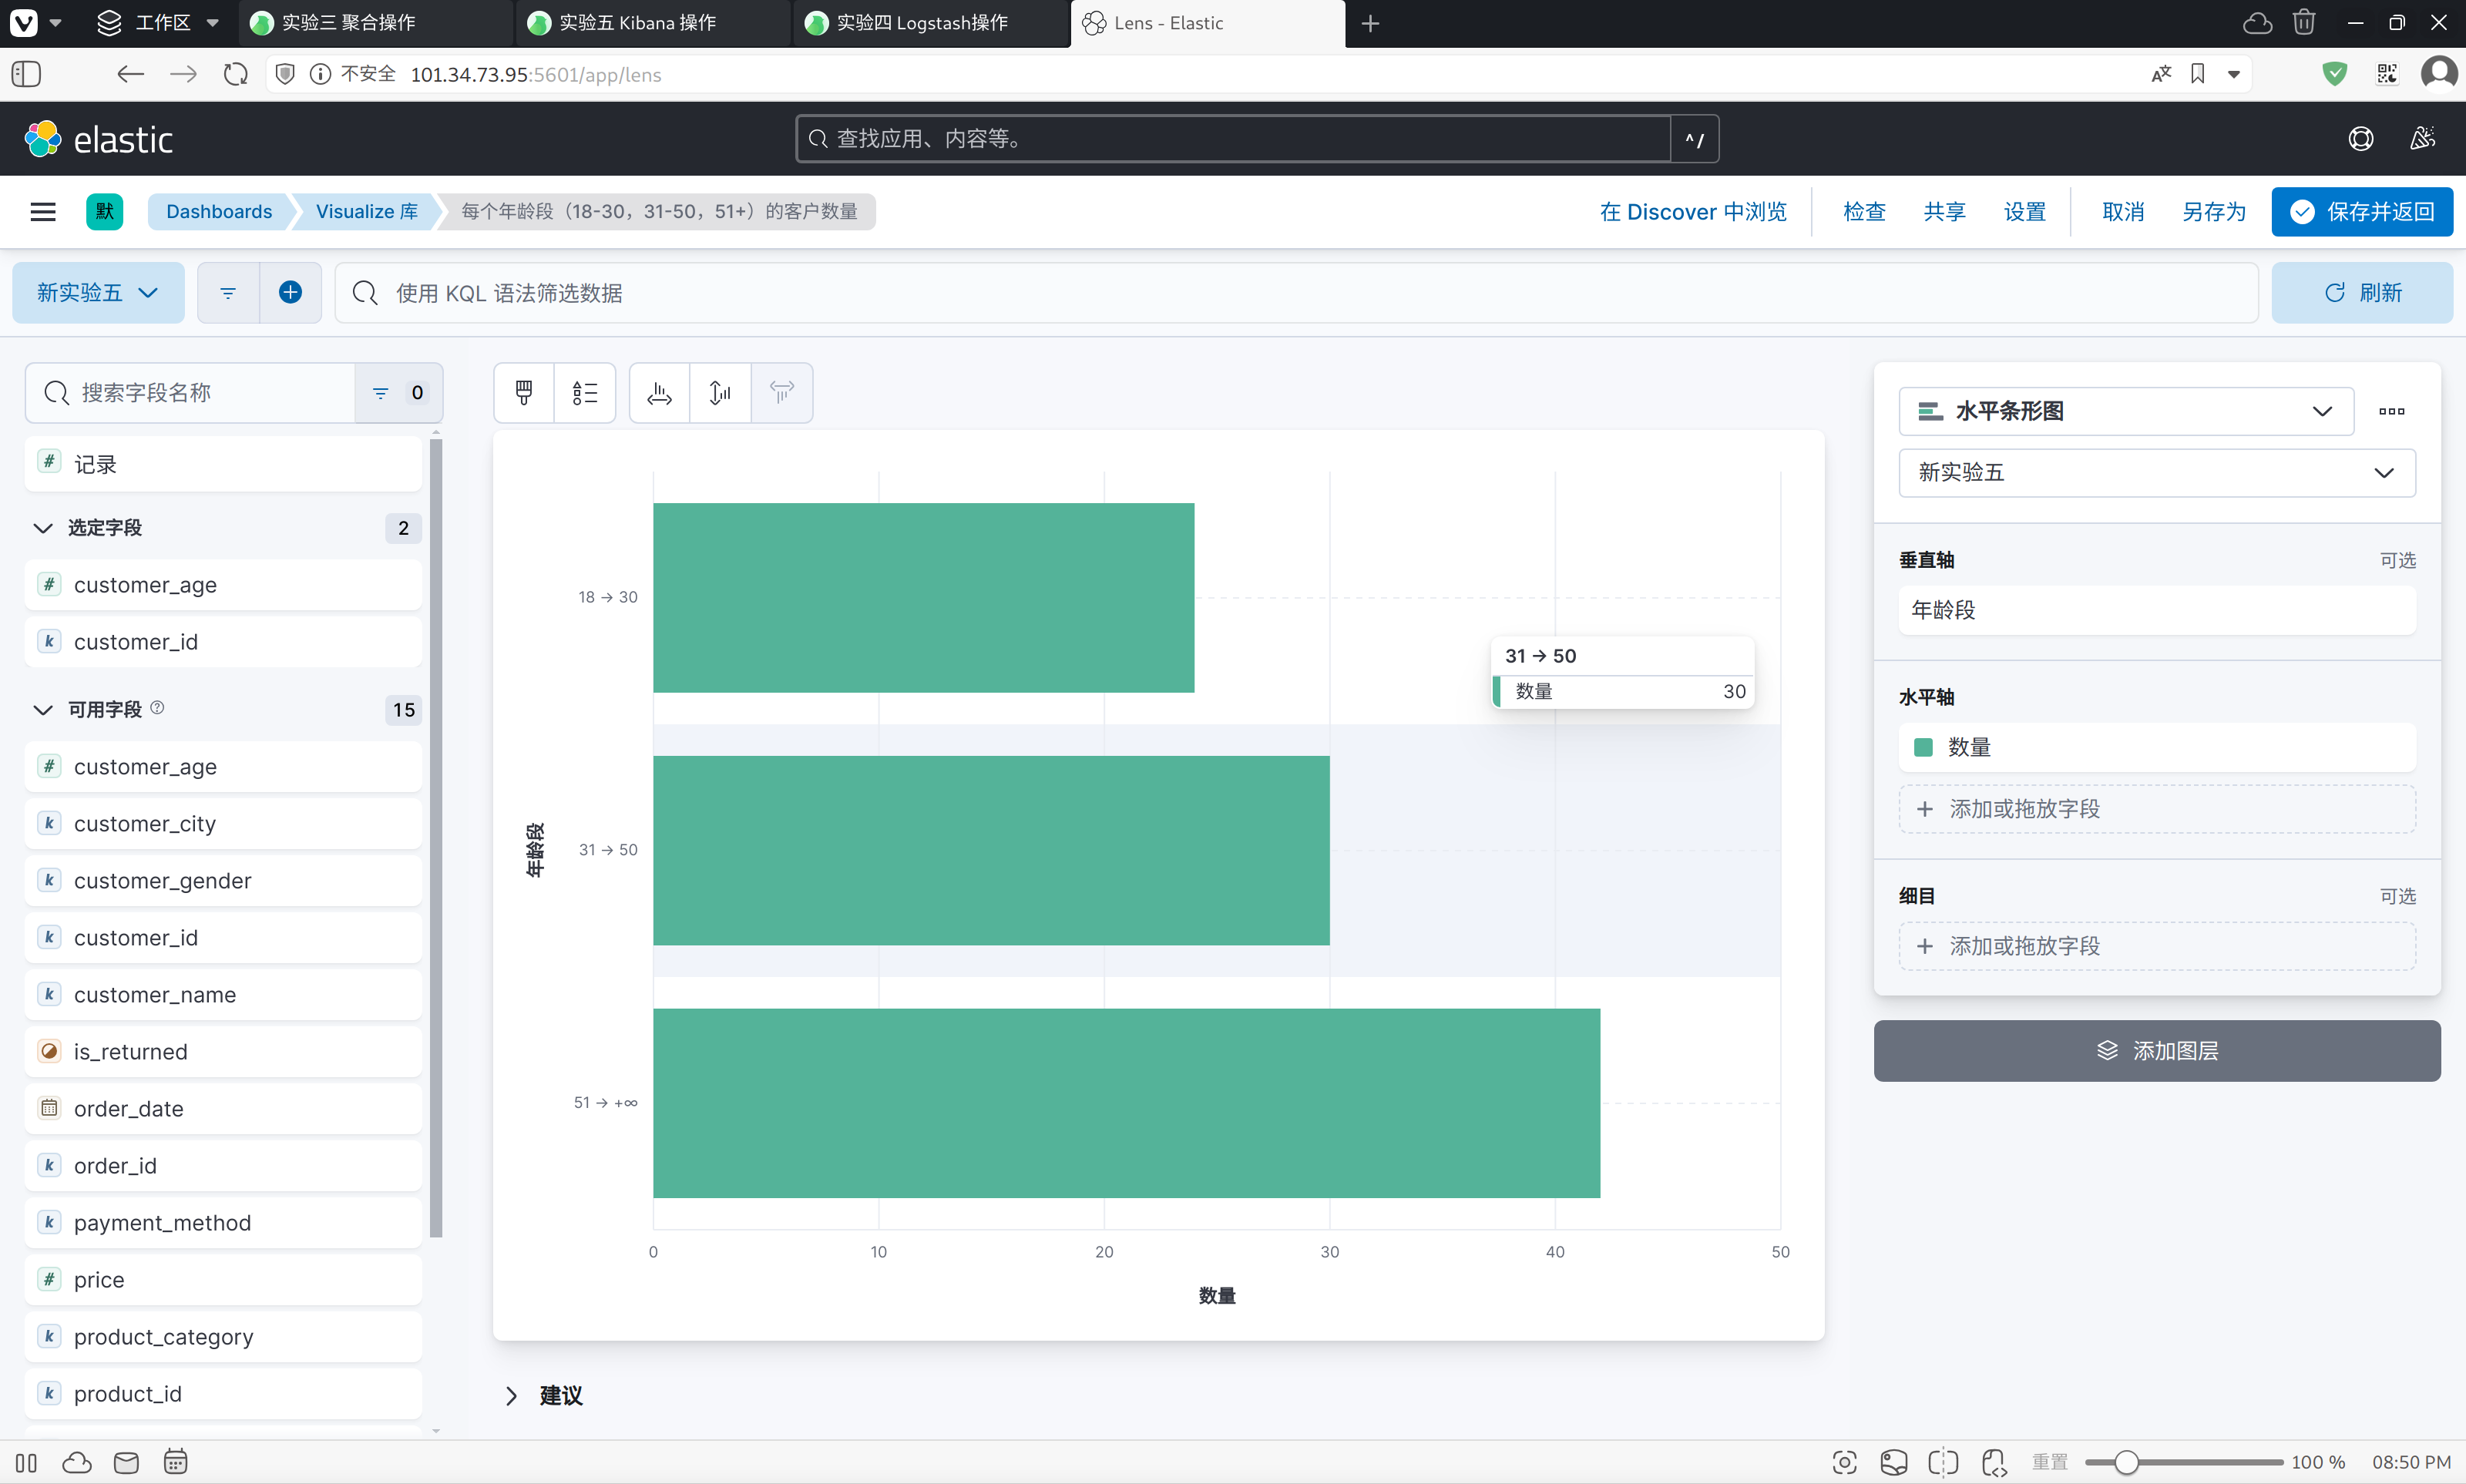 工作区
实验三 聚合操作
实验五 Kibana 操作
实验四 Logstash操作
Lens - Elastic
不安全 101.34.73.95:5601/app/lens
elastic
查找应用、内容等。
^/
默
Dashboards
Visualize 库
每个年龄段（18-30，31-50，51+）的客户数量
在 Discover 中浏览
检查
共享
设置
取消
另存为
保存并返回
新实验五
使用 KQL 语法筛选数据
刷新
搜索字段名称
0
# 记录
选定字段 2
# customer_age
k customer_id
可用字段 15
# customer_age
k customer_city
k customer_gender
k customer_id
k customer_name
is_returned
order_date
k order_id
k payment_method
# price
k product_category
k product_id
年龄段
18 → 30
31 → 50
51 → +∞
31 → 50
数量 30
0 10 20 30 40 50
数量
建议
水平条形图
新实验五
垂直轴 可选
年龄段
水平轴
数量
+ 添加或拖放字段
细目 可选
+ 添加或拖放字段
添加图层
重置
100 %
08:50 PM